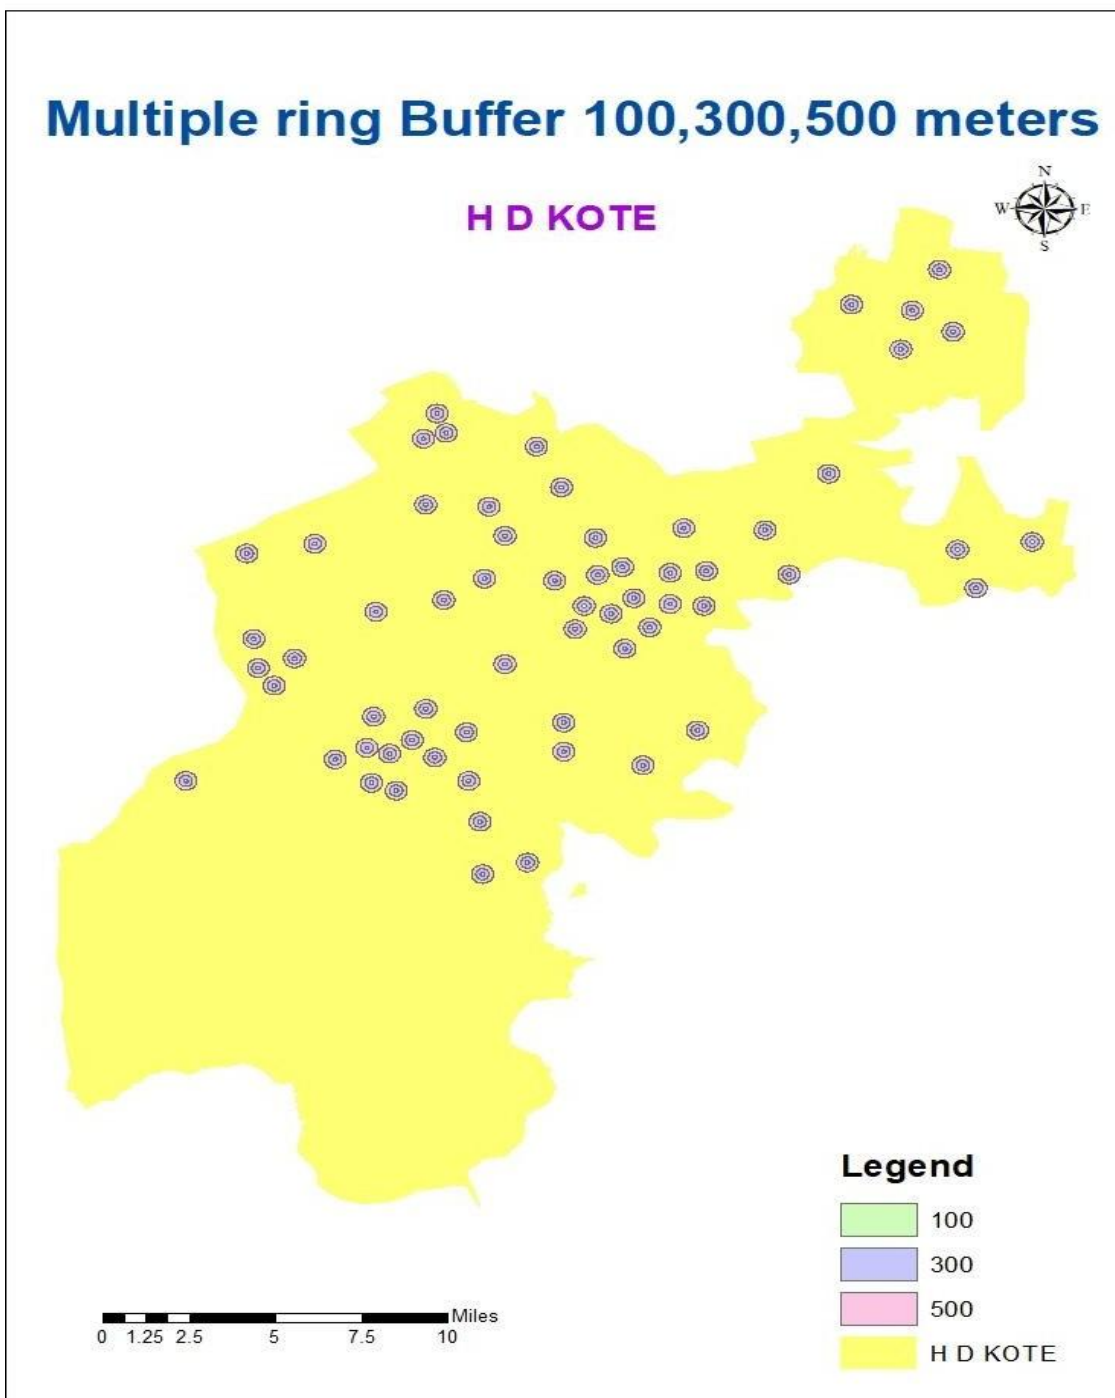 Multiple ring Buffer 100,300,500 meters
H D KOTE
N
W E
S
Legend
100
300
500
H D KOTE
Miles
0 1.25 2.5 5 7.5 10